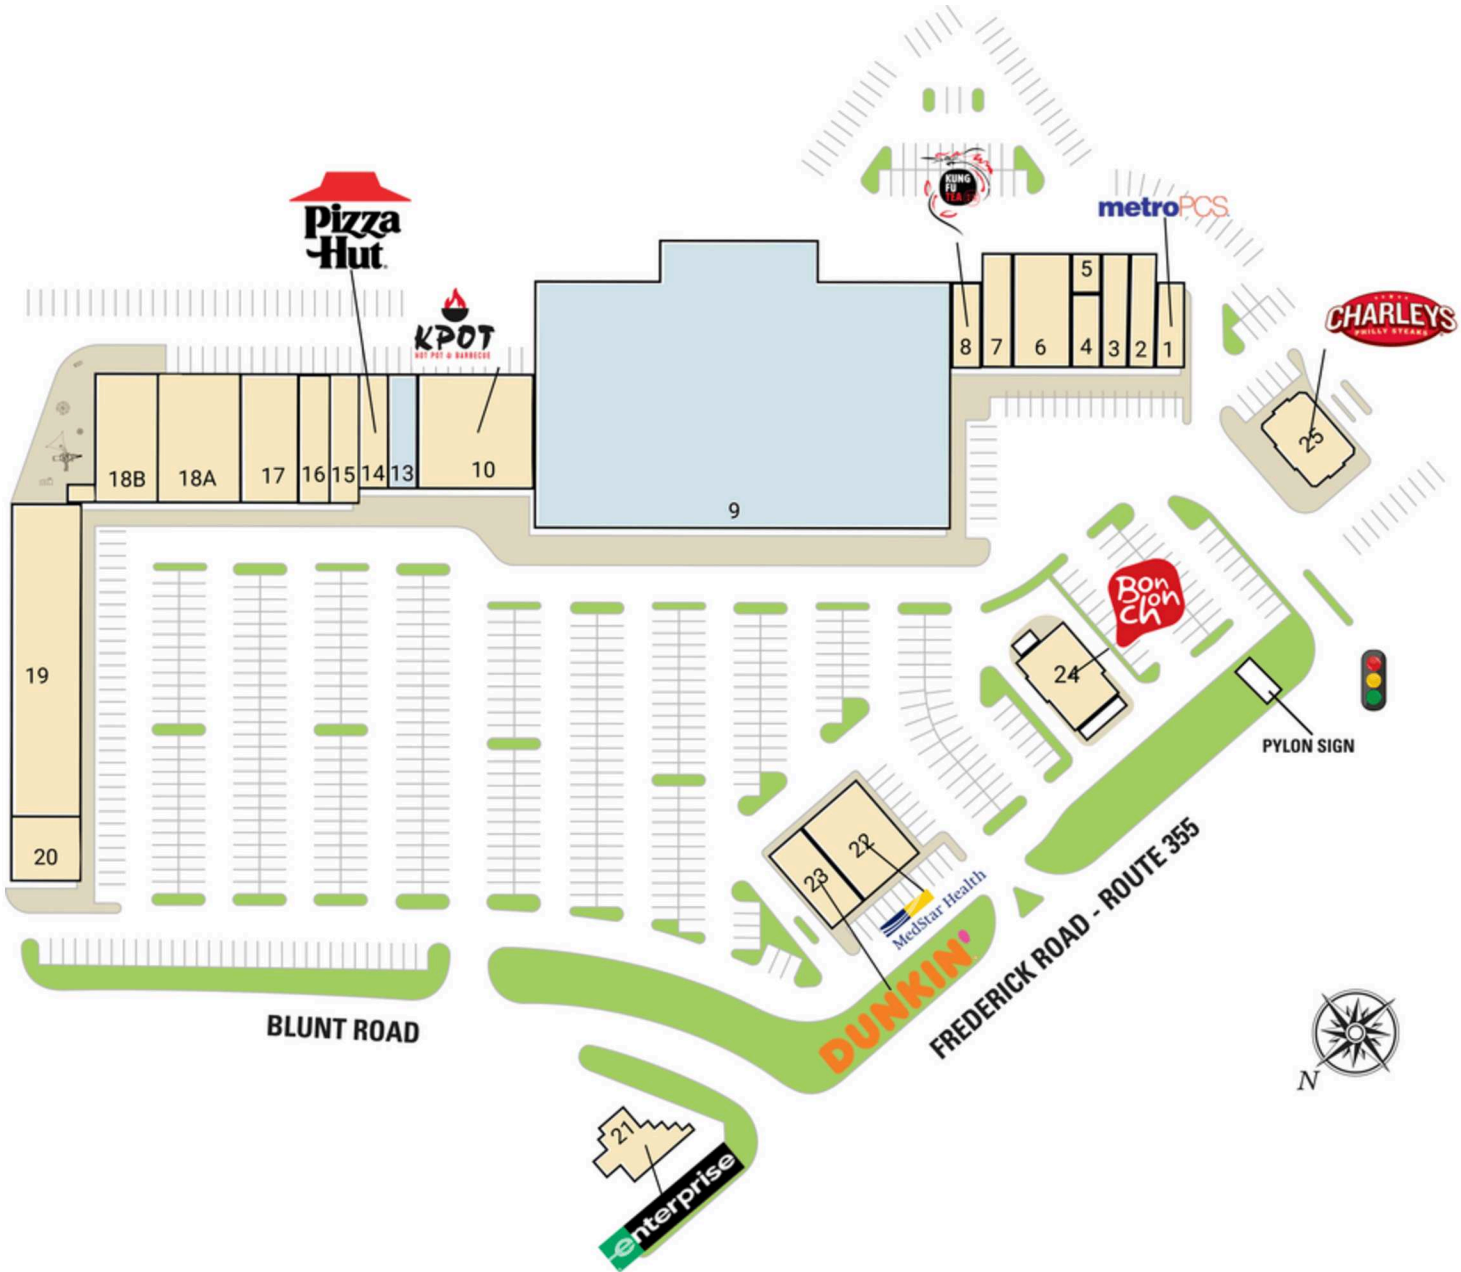 KUNG
FU
TEA
metroPCS.
Pizza
Hut
KPOT
HOT POT & BARBECUE
CHARLEYS
PHILLY STEAKS
5
8
7
6
4
3
2
1
18B
18A
17
16
15
14
13
10
9
25
Bon
chon
24
19
20
PYLON SIGN
22
23
MedStar Health
DUNKIN'
FREDERICK ROAD - ROUTE 355
BLUNT ROAD
N
21
enterprise